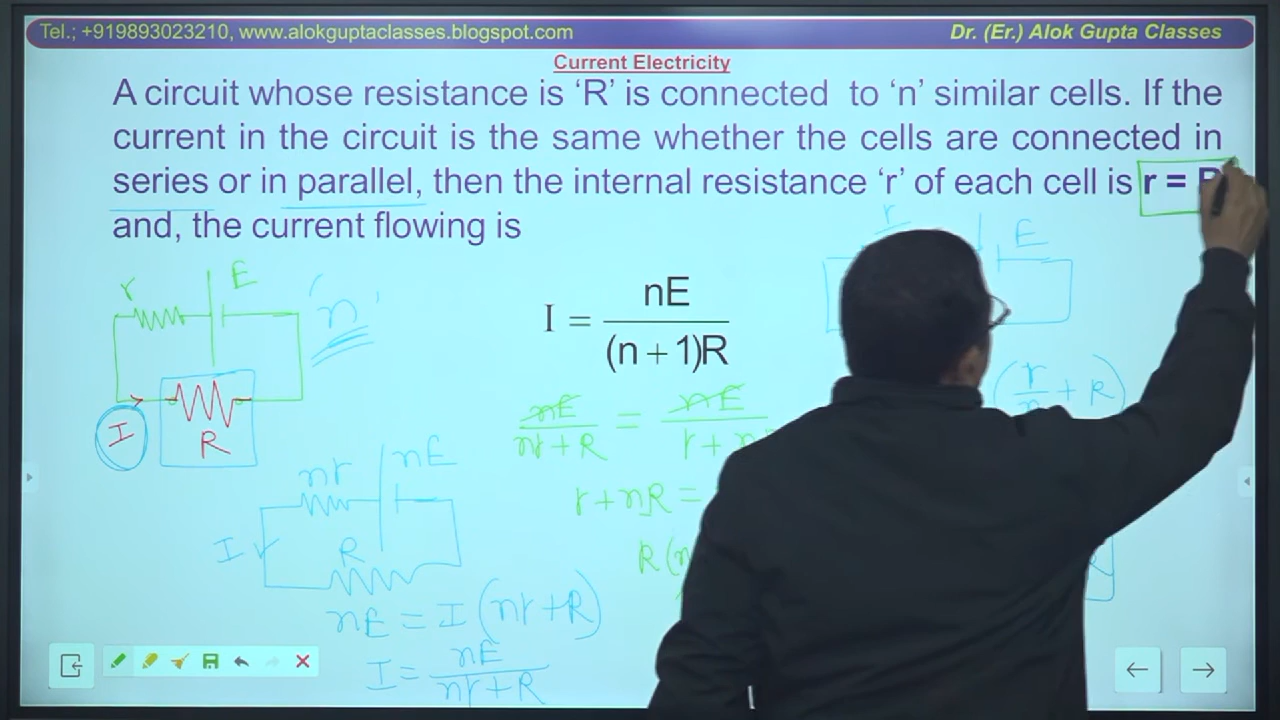 Tel.; +919893023210, www.alokguptaclasses.blogspot.com
Dr. (Er.) Alok Gupta Classes
Current Electricity
A circuit whose resistance is ‘R’ is connected to ‘n’ similar cells. If the
current in the circuit is the same whether the cells are connected in
series or in parallel, then the internal resistance ‘r’ of each cell is r =
and, the current flowing is
I = nE / (n + 1)R
r E
'n'
I
R
r E
(r/n + R)
nE / nr + R = nE / r + n
r + nR =
R (n
nr nE
I R
nE = I (nr + R)
I = nE / nr + R